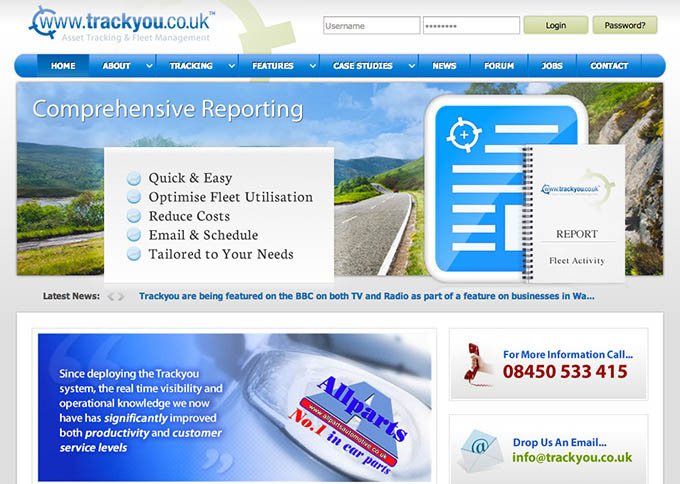 www.trackyou.co.uk™
Asset Tracking & Fleet Management
Username
••••••••
Login
Password?
HOME
ABOUT
TRACKING
FEATURES
CASE STUDIES
NEWS
FORUM
JOBS
CONTACT
Comprehensive Reporting
Quick & Easy
Optimise Fleet Utilisation
Reduce Costs
Email & Schedule
Tailored to Your Needs
www.trackyou.co.uk
REPORT
Fleet Activity
Latest News:
Trackyou are being featured on the BBC on both TV and Radio as part of a feature on businesses in Wa...
Since deploying the Trackyou
system, the real time visibility and
operational knowledge we now
have has significantly improved
both productivity and customer
service levels
Allparts
www.allpartsautomotive.co.uk
No.1 in car parts
For More Information Call...
08450 533 415
Drop Us An Email...
info@trackyou.co.uk